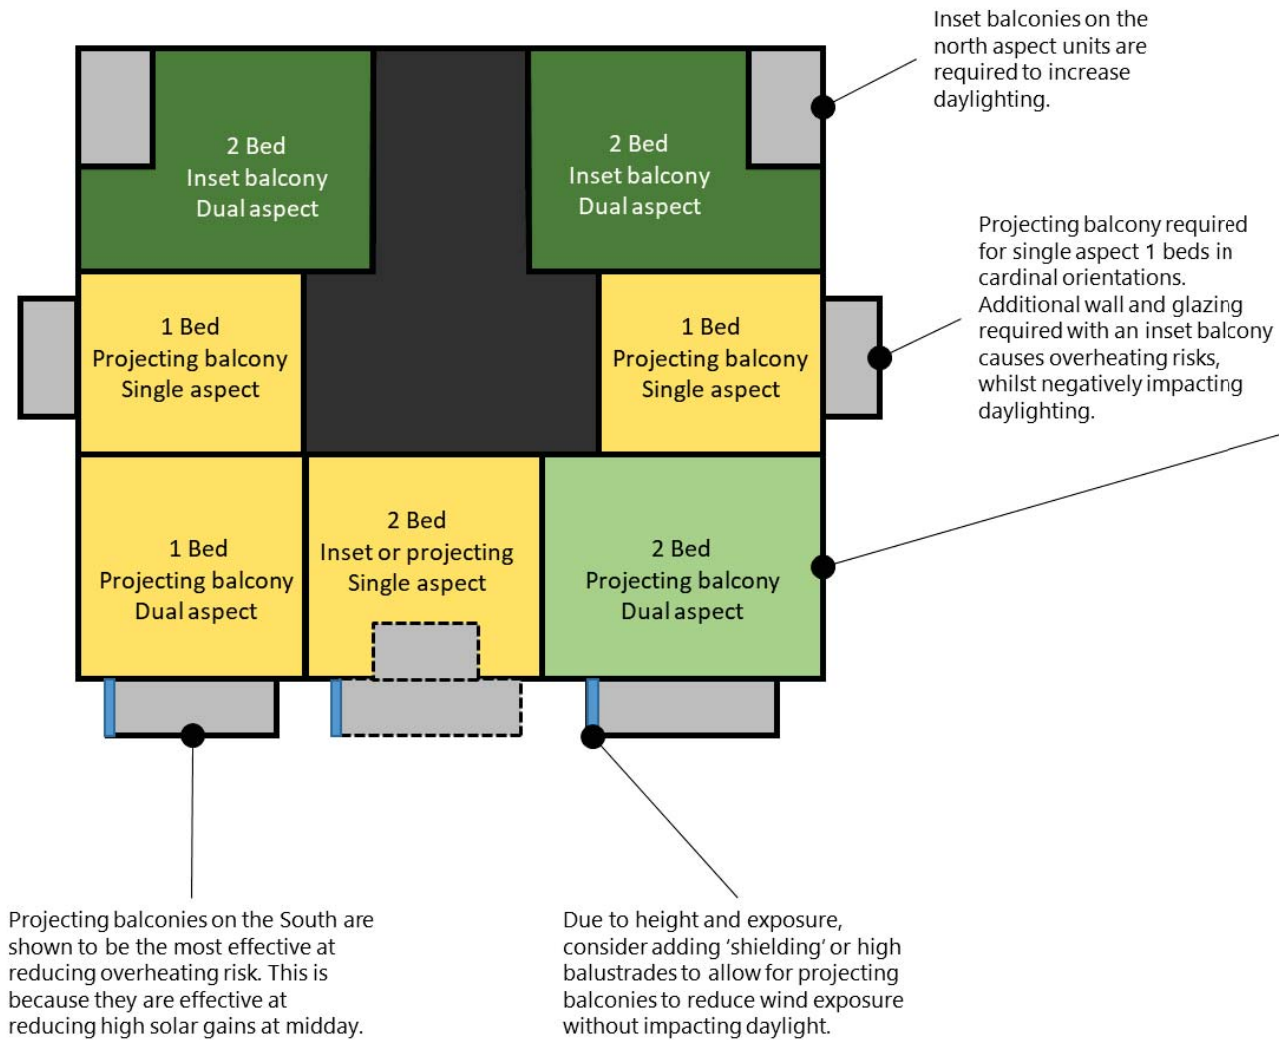 Inset balconies on the
north aspect units are
required to increase
daylighting.
2 Bed
Inset balcony
Dual aspect
2 Bed
Inset balcony
Dual aspect
Projecting balcony required
for single aspect 1 beds in
cardinal orientations.
Additional wall and glazing
required with an inset balcony
causes overheating risks,
whilst negatively impacting
daylighting.
1 Bed
Projecting balcony
Single aspect
1 Bed
Projecting balcony
Single aspect
1 Bed
Projecting balcony
Dual aspect
2 Bed
Inset or projecting
Single aspect
2 Bed
Projecting balcony
Dual aspect
Projecting balconies on the South are
shown to be the most effective at
reducing overheating risk. This is
because they are effective at
reducing high solar gains at midday.
Due to height and exposure,
consider adding ‘shielding’ or high
balustrades to allow for projecting
balconies to reduce wind exposure
without impacting daylight.